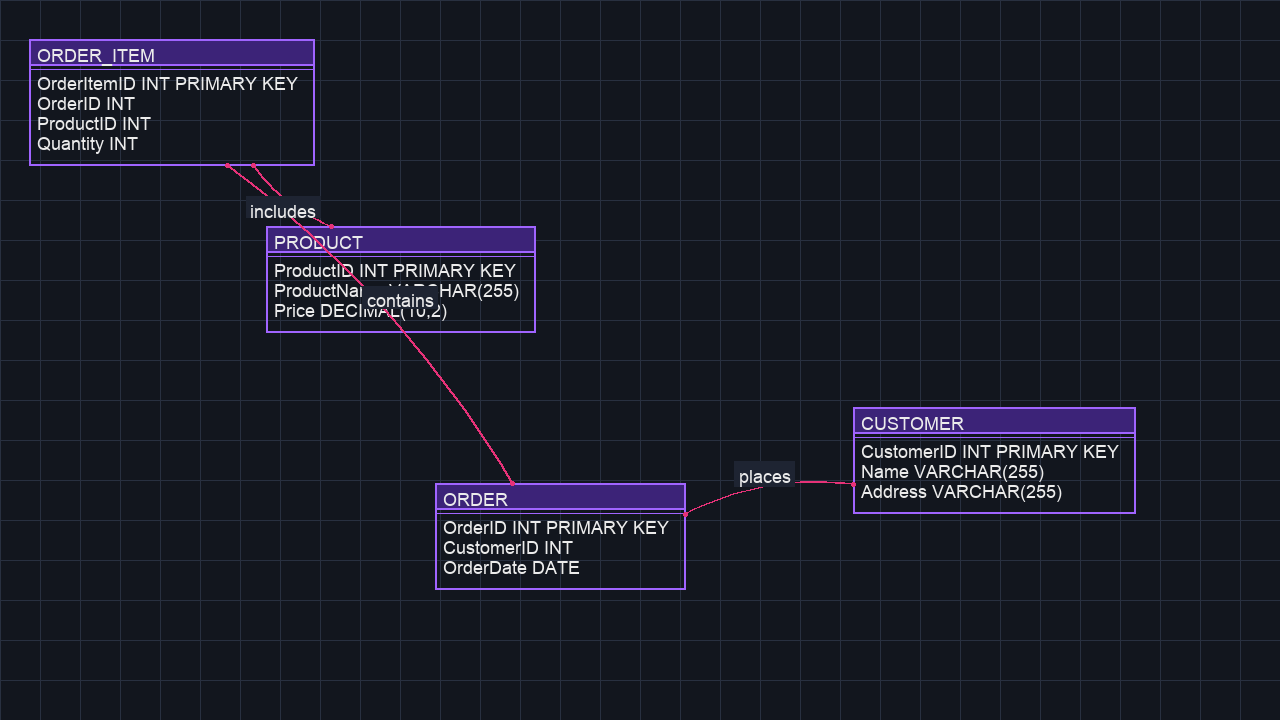 ORDER_ITEM
OrderItemID INT PRIMARY KEY
OrderID INT
ProductID INT
Quantity INT
includes
PRODUCT
ProductID INT PRIMARY KEY
VARCHAR(255)
contains
Price DECIMAL(10,2)
CUSTOMER
CustomerID INT PRIMARY KEY
Name VARCHAR(255)
Address VARCHAR(255)
places
ORDER
OrderID INT PRIMARY KEY
CustomerID INT
OrderDate DATE